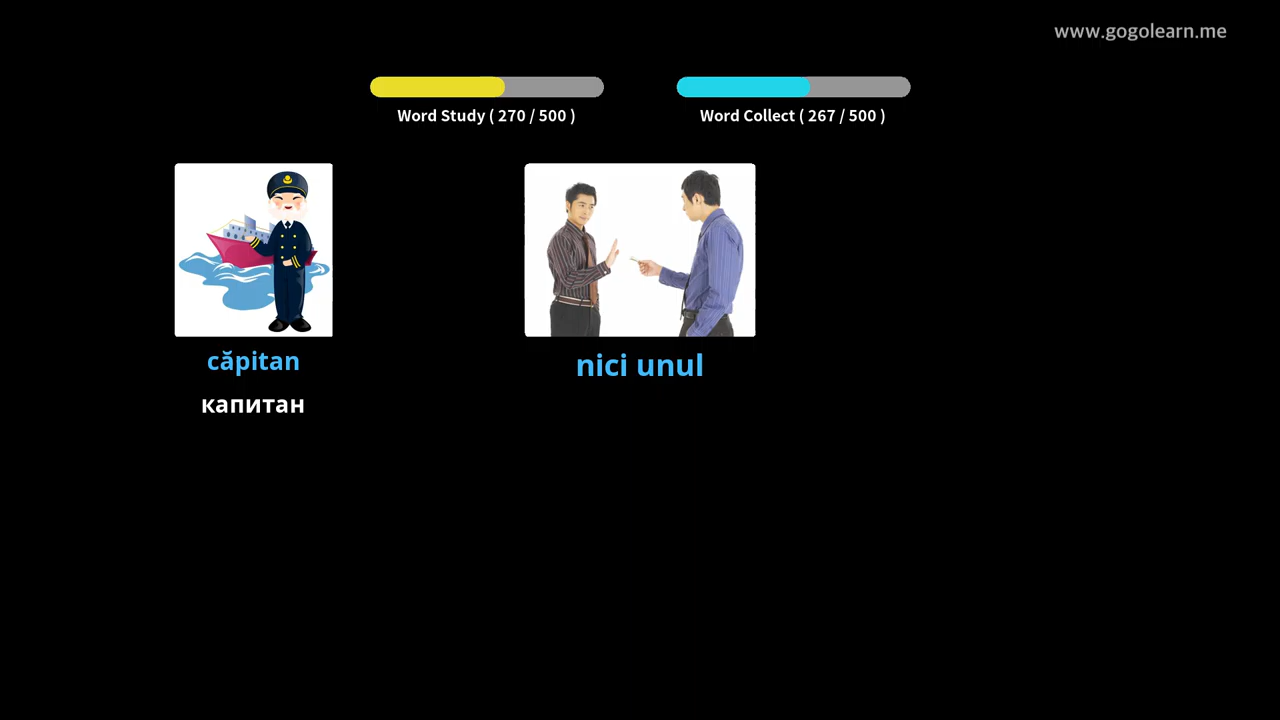 www.gogolearn.me
Word Study ( 270 / 500 )
Word Collect ( 267 / 500 )
căpitan
капитан
nici unul